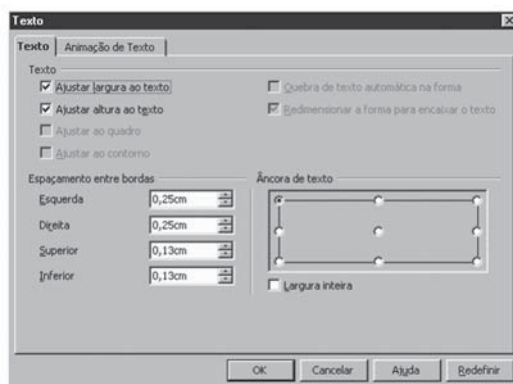 Texto
Texto Animação de Texto
Texto
Ajustar largura ao texto
Ajustar altura ao texto
Ajustar ao quadro
Ajustar ao contorno
Quebra de texto automática na forma
Redimensionar a forma para encaixar o texto
Espaçamento entre bordas
Esquerda 0,25cm
Direita 0,25cm
Superior 0,13cm
Inferior 0,13cm
Âncora de texto
Largura inteira
OK Cancelar Ajuda Redefinir